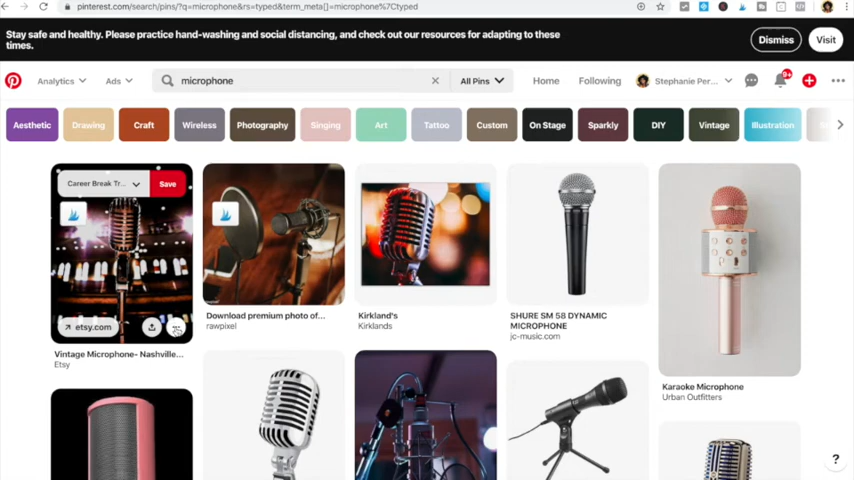 pinterest.com/search/pins/?q=microphone&rs=typed&term_meta[]=microphone%7Ctyped
Stay safe and healthy. Please practice hand-washing and social distancing, and check out our resources for adapting to these
times.
Dismiss
Visit
Analytics
Ads
microphone
All Pins
Home
Following
Stephanie Per...
9+
Aesthetic
Drawing
Craft
Wireless
Photography
Singing
Art
Tattoo
Custom
On Stage
Sparkly
DIY
Vintage
Illustration
Career Break Tr...
Save
etsy.com
Vintage Microphone- Nashville...
Etsy
Download premium photo of...
rawpixel
Kirkland's
Kirklands
SHURE SM 58 DYNAMIC
MICROPHONE
jc-music.com
Karaoke Microphone
Urban Outfitters
?